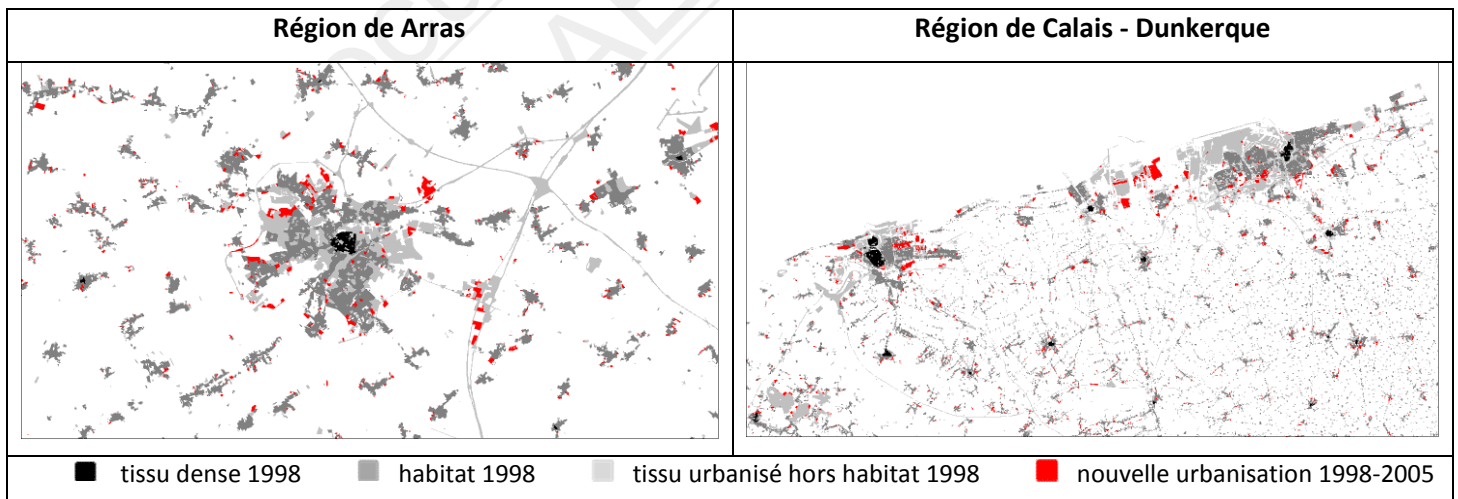 Région de Arras
Région de Calais - Dunkerque
tissu dense 1998 habitat 1998 tissu urbanisé hors habitat 1998 nouvelle urbanisation 1998-2005